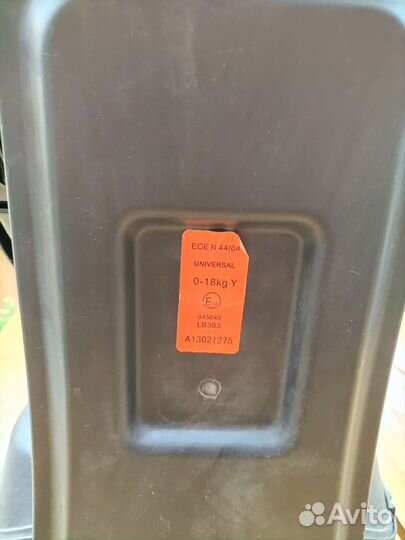 ECE R 44/04
UNIVERSAL
0-18kg Y
E
045045
LB383
A13021275
Avito